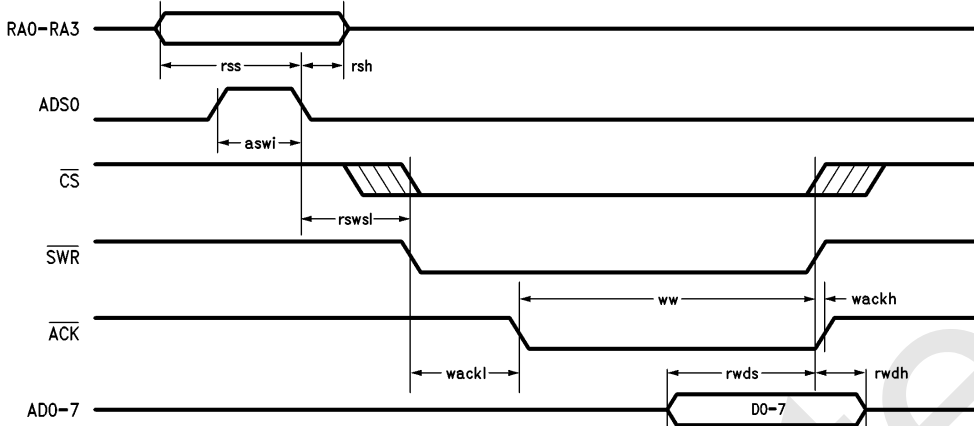 RA0-RA3
rss
rsh
ADS0
aswi
CS
rswsl
SWR
ww
wackh
ACK
wackl
rwds
rwdh
AD0-7
D0-7